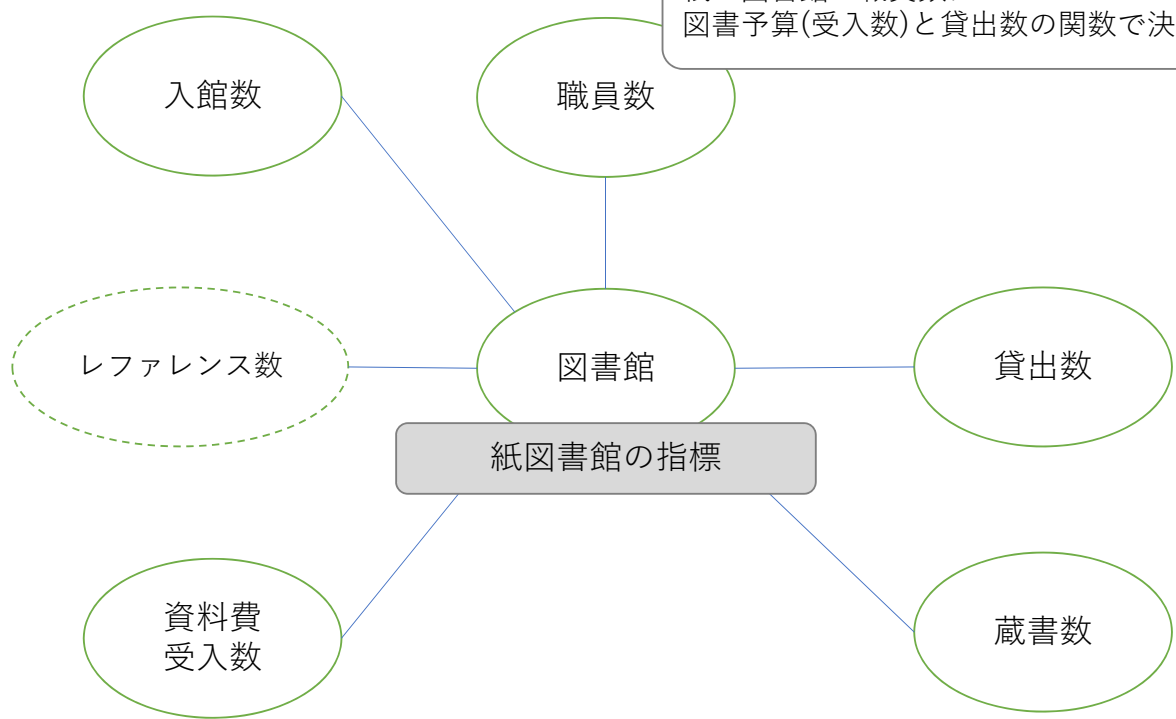 図書予算(受入数)と貸出数の関数で決
入館数
職員数
レファレンス数
図書館
貸出数
紙図書館の指標
資料費
受入数
蔵書数